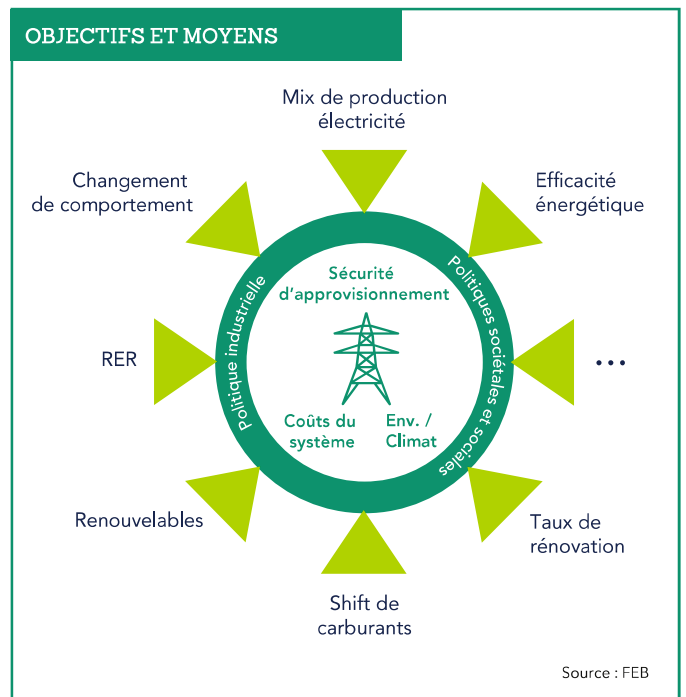 OBJECTIFS ET MOYENS
Mix de production
électricité
Changement
de comportement
Efficacité
énergétique
Sécurité
d'approvisionnement
Politique industrielle
Politiques sociétales et sociales
RER
...
Coûts du
système
Env. /
Climat
Renouvelables
Taux de
rénovation
Shift de
carburants
Source : FEB